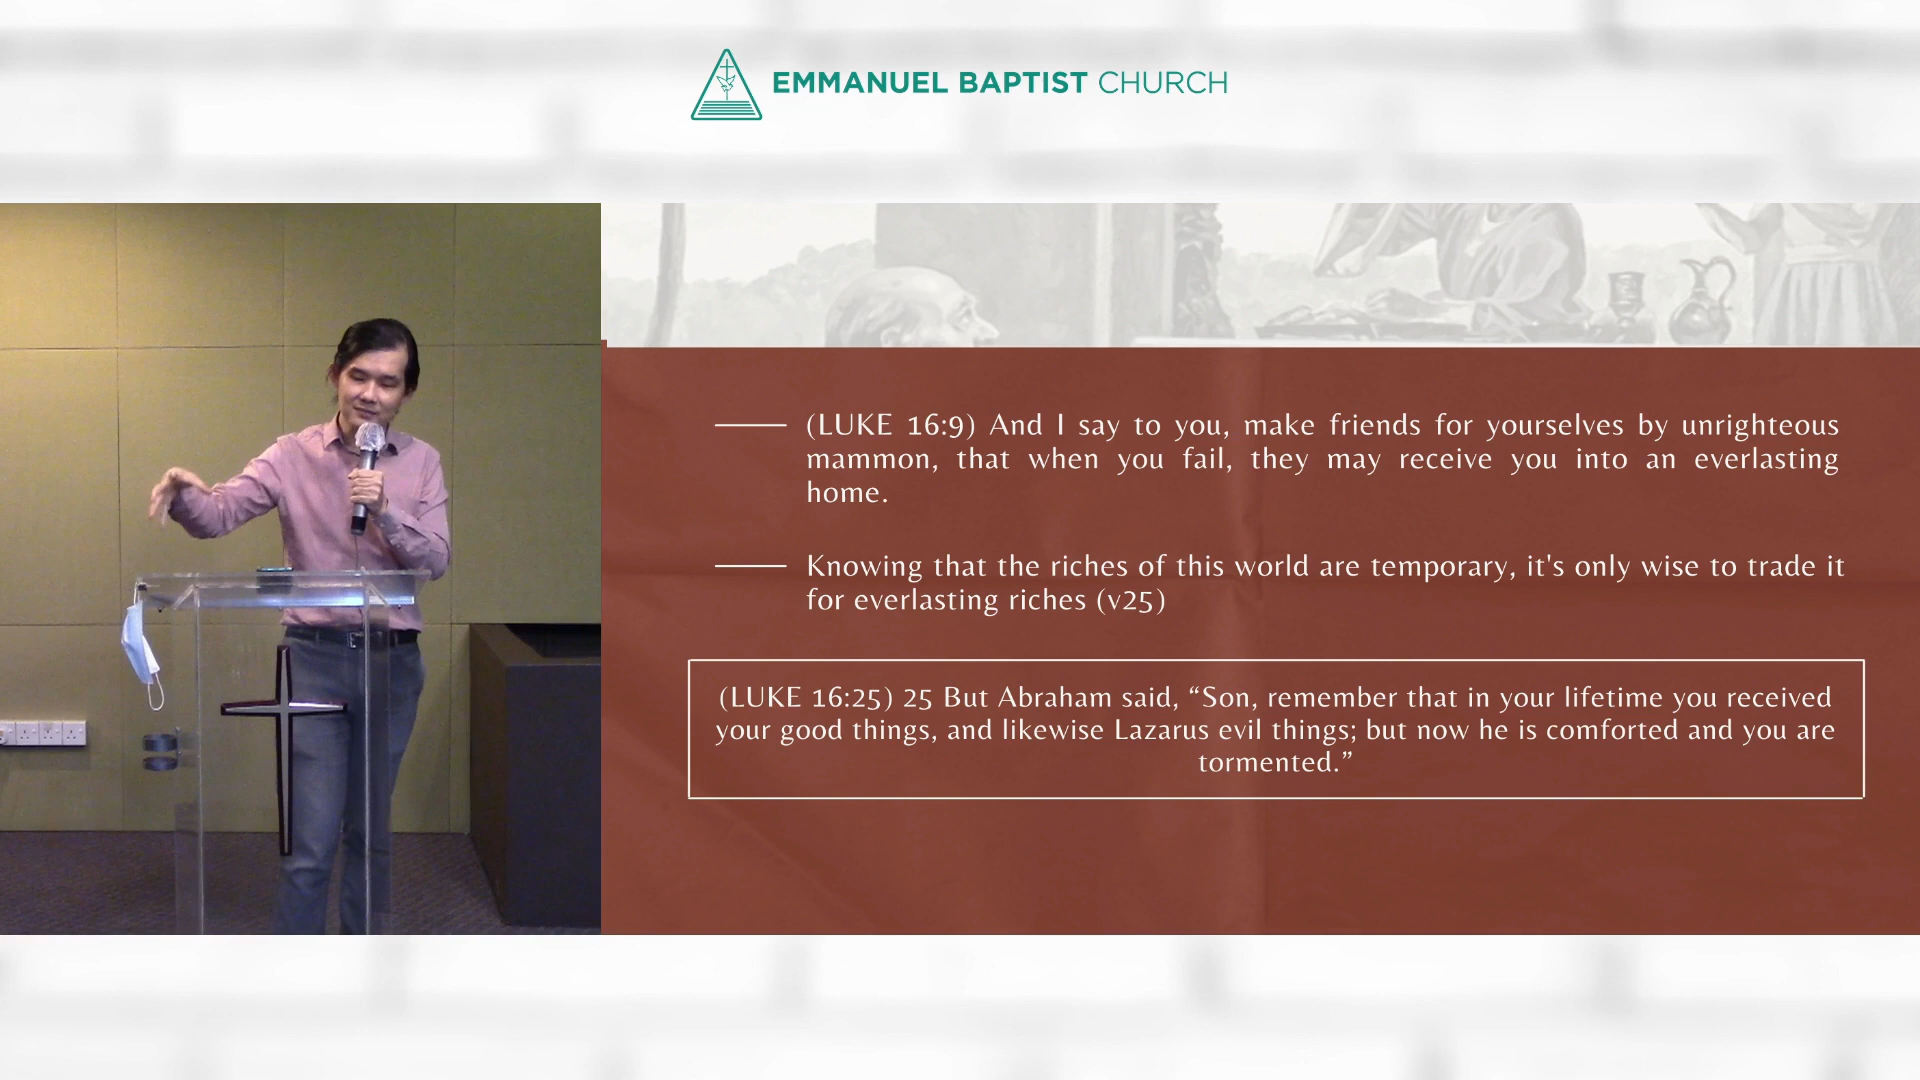 EMMANUEL BAPTIST CHURCH
(LUKE 16:9) And I say to you, make friends for yourselves by unrighteous
mammon, that when you fail, they may receive you into an everlasting
home.
Knowing that the riches of this world are temporary, it's only wise to trade it
for everlasting riches (v25)
(LUKE 16:25) 25 But Abraham said, “Son, remember that in your lifetime you received
your good things, and likewise Lazarus evil things; but now he is comforted and you are
tormented.”